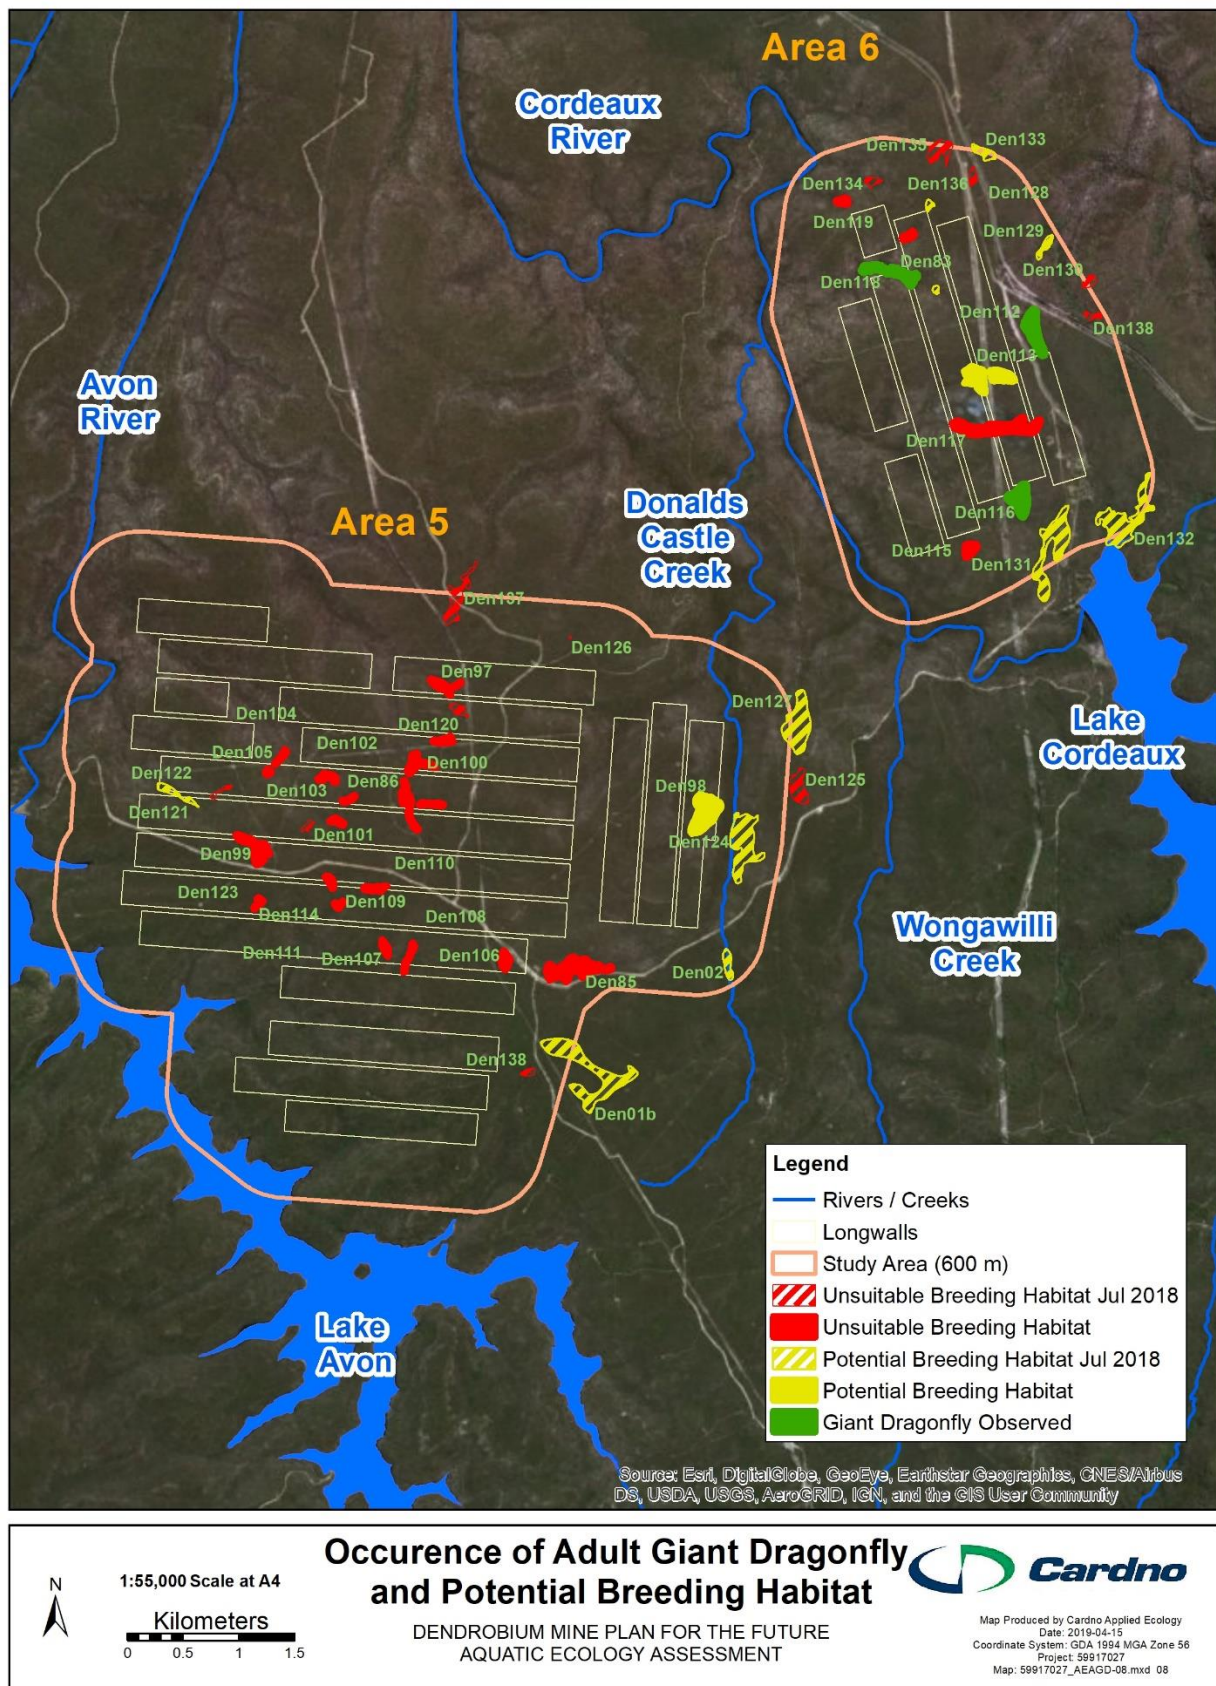 Area 6
Cordeaux
River
Den135
Den133
Den134
Den136
Den128
Den119
Den129
Den83
Den130
Den118
Den112
Den138
Den113
Avon
River
Den117
Area 5
Donalds
Castle
Creek
Den116
Den132
Den115
Den131
Den137
Den126
Den97
Den127
Den104
Den120
Lake
Cordeaux
Den105
Den102
Den100
Den122
Den103
Den86
Den98
Den125
Den121
Den101
Den124
Den99
Den110
Den123
Den109
Den114
Den108
Wongawilli
Creek
Den111
Den107
Den106
Den02
Den85
Den138
Den01b
Lake
Avon
Legend
Rivers / Creeks
Longwalls
Study Area (600 m)
Unsuitable Breeding Habitat Jul 2018
Unsuitable Breeding Habitat
Potential Breeding Habitat Jul 2018
Potential Breeding Habitat
Giant Dragonfly Observed
Source: Esri, DigitalGlobe, GeoEye, Earthstar Geographics, CNES/Airbus
DS, USDA, USGS, AeroGRID, IGN, and the GIS User Community
N
1:55,000 Scale at A4
Kilometers
0 0.5 1 1.5
Occurence of Adult Giant Dragonfly
and Potential Breeding Habitat
DENDROBIUM MINE PLAN FOR THE FUTURE
AQUATIC ECOLOGY ASSESSMENT
Cardno
Map Produced by Cardno Applied Ecology
Date: 2019-04-15
Coordinate System: GDA 1994 MGA Zone 56
Project: 59917027
Map: 59917027_AEAGD-08.mxd 08